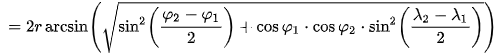 = 2r arcsin(√(sin²((φ₂ − φ₁)/2) + cos φ₁ · cos φ₂ · sin²((λ₂ − λ₁)/2)))